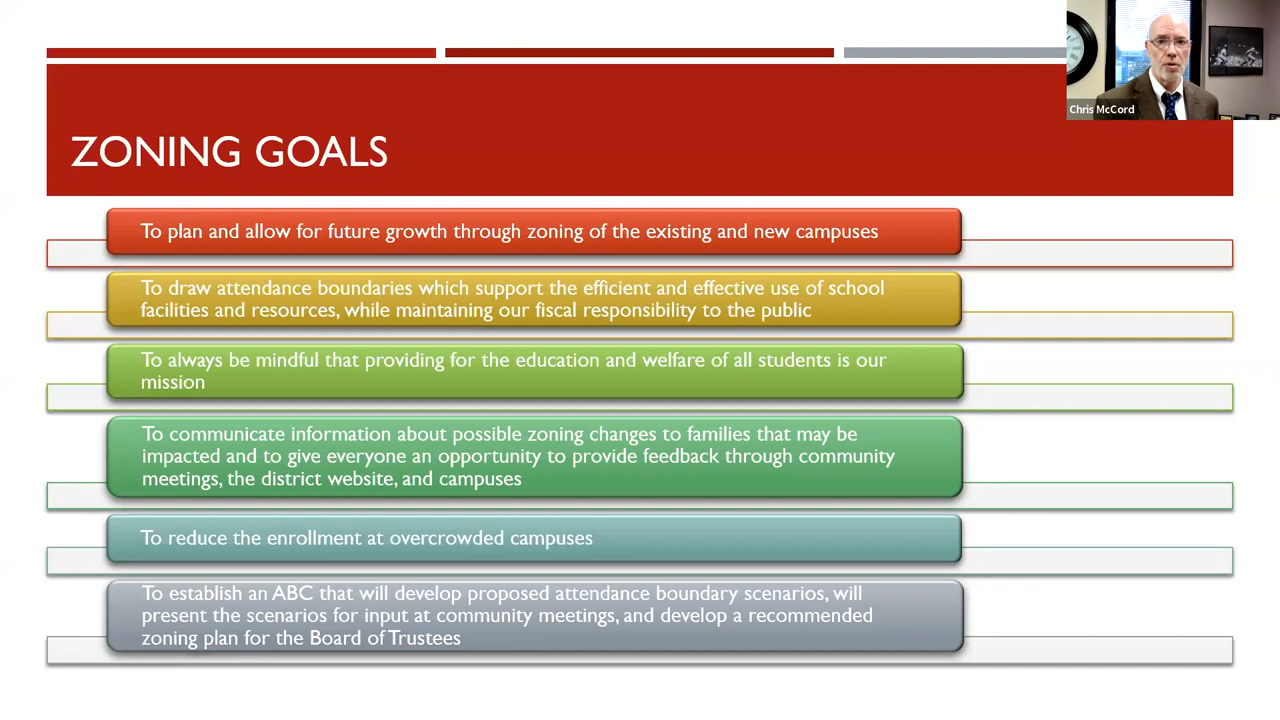 Chris McCord
ZONING GOALS
To plan and allow for future growth through zoning of the existing and new campuses
To draw attendance boundaries which support the efficient and effective use of school
facilities and resources, while maintaining our fiscal responsibility to the public
To always be mindful that providing for the education and welfare of all students is our
mission
To communicate information about possible zoning changes to families that may be
impacted and to give everyone an opportunity to provide feedback through community
meetings, the district website, and campuses
To reduce the enrollment at overcrowded campuses
To establish an ABC that will develop proposed attendance boundary scenarios, will
present the scenarios for input at community meetings, and develop a recommended
zoning plan for the Board of Trustees